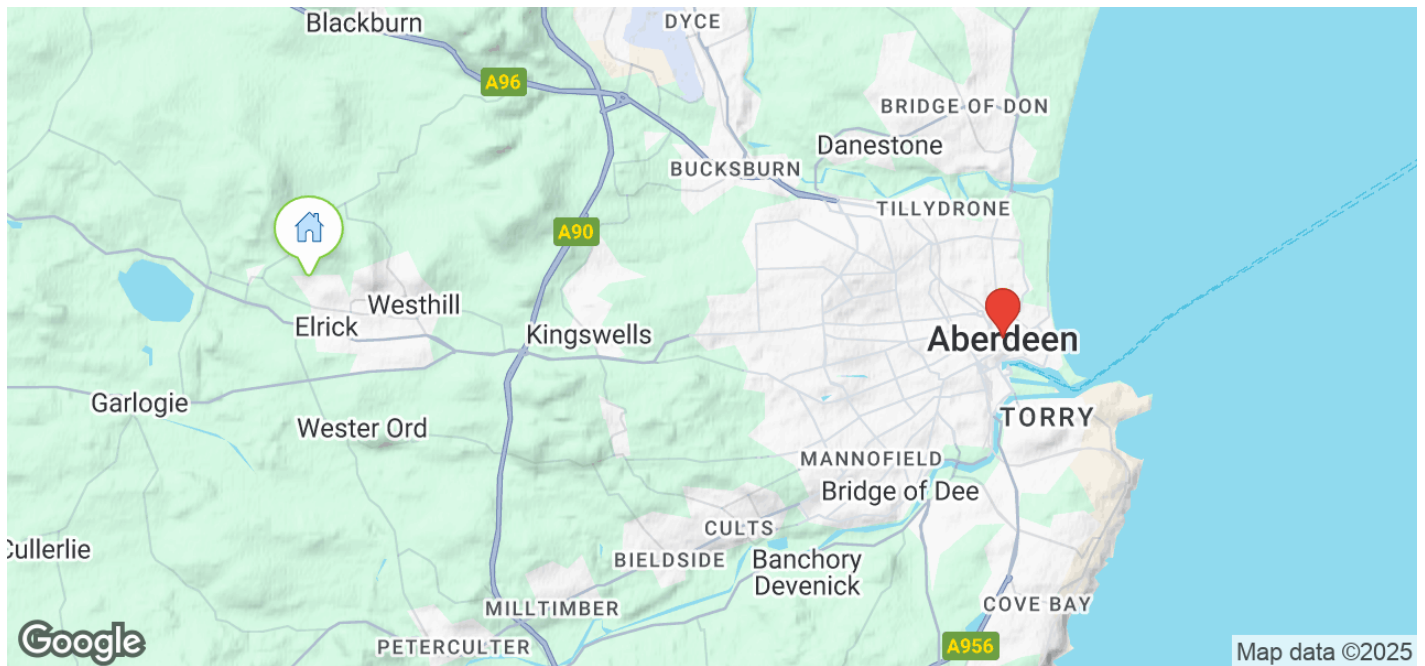 Blackburn
DYCE
A96
BRIDGE OF DON
Danestone
BUCKSBURN
TILLYDRONE
A90
Westhill
Elrick
Kingswells
Aberdeen
Garlogie
TORRY
Wester Ord
MANNOFIELD
Bridge of Dee
CULTS
Cullerlie
BIELDSIDE
Banchory
Devenick
MILLTIMBER
COVE BAY
PETERCULTER
A956
Google
Map data ©2025